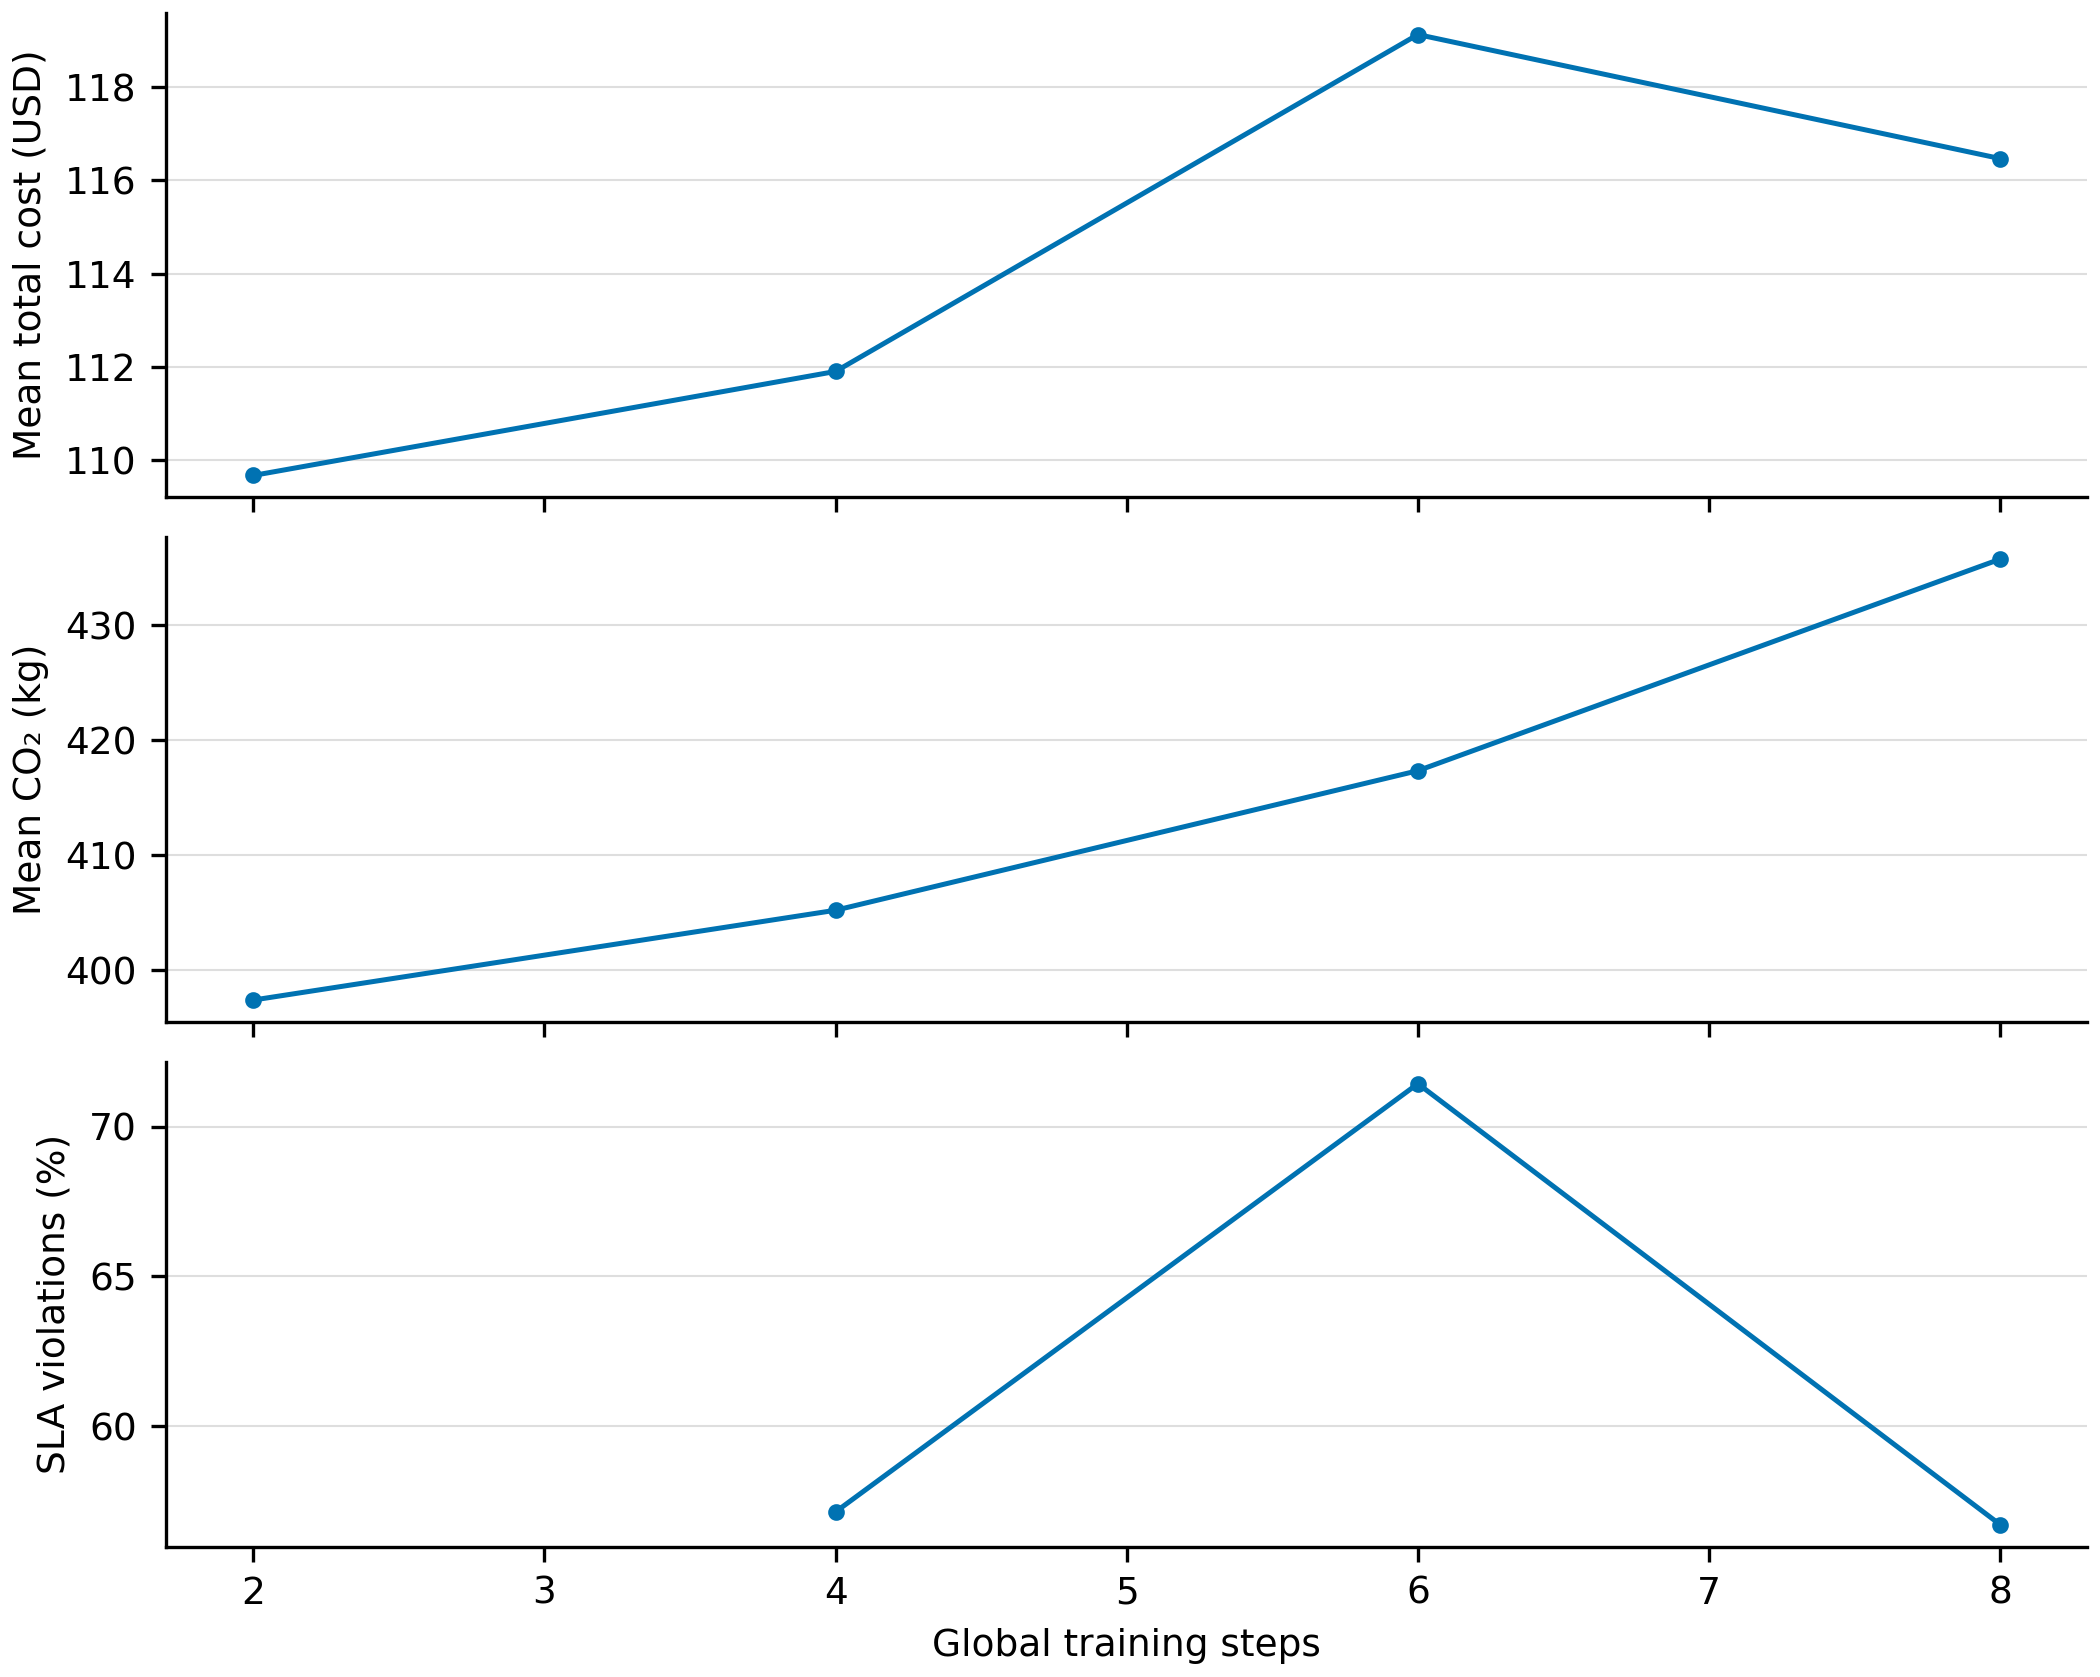 Mean total cost (USD)
118
116
114
112
110
Mean CO₂ (kg)
430
420
410
400
SLA violations (%)
70
65
60
2 3 4 5 6 7 8
Global training steps